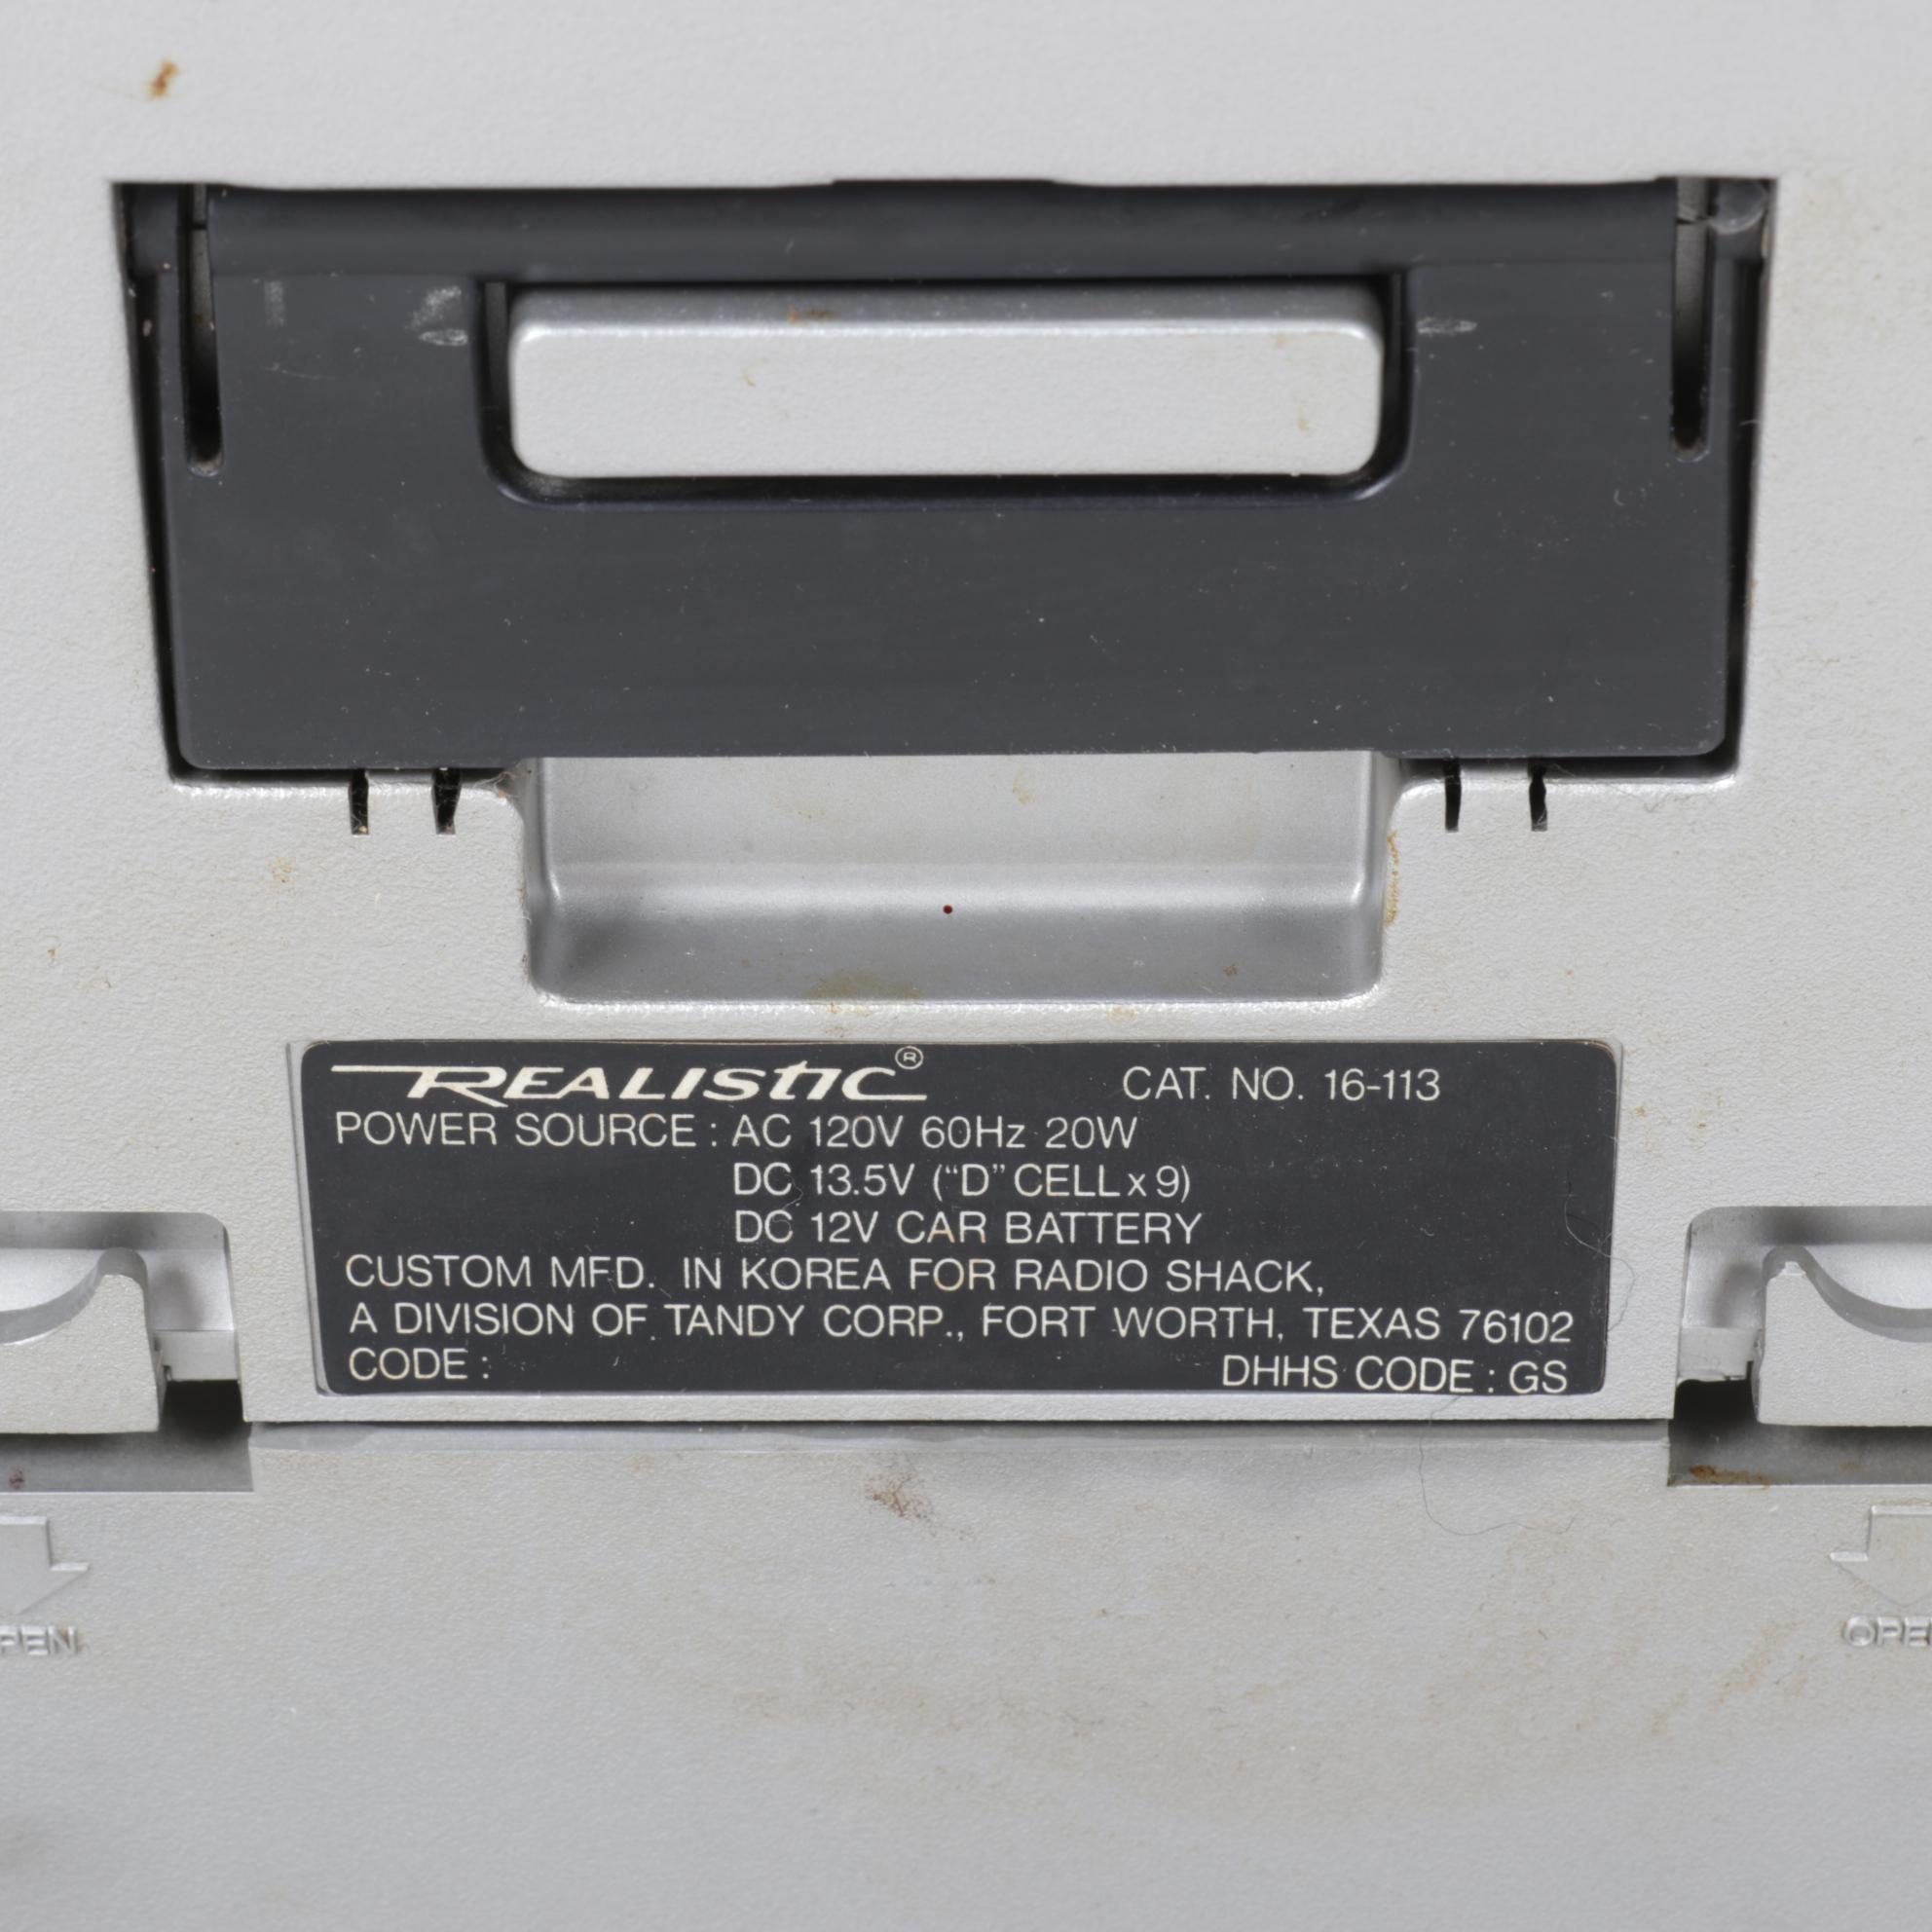 REALISTIC® CAT. NO. 16-113
POWER SOURCE : AC 120V 60Hz 20W
DC 13.5V (“D” CELL x 9)
DC 12V CAR BATTERY
CUSTOM MFD. IN KOREA FOR RADIO SHACK,
A DIVISION OF TANDY CORP., FORT WORTH, TEXAS 76102
CODE : DHHS CODE : GS
PEN OPE